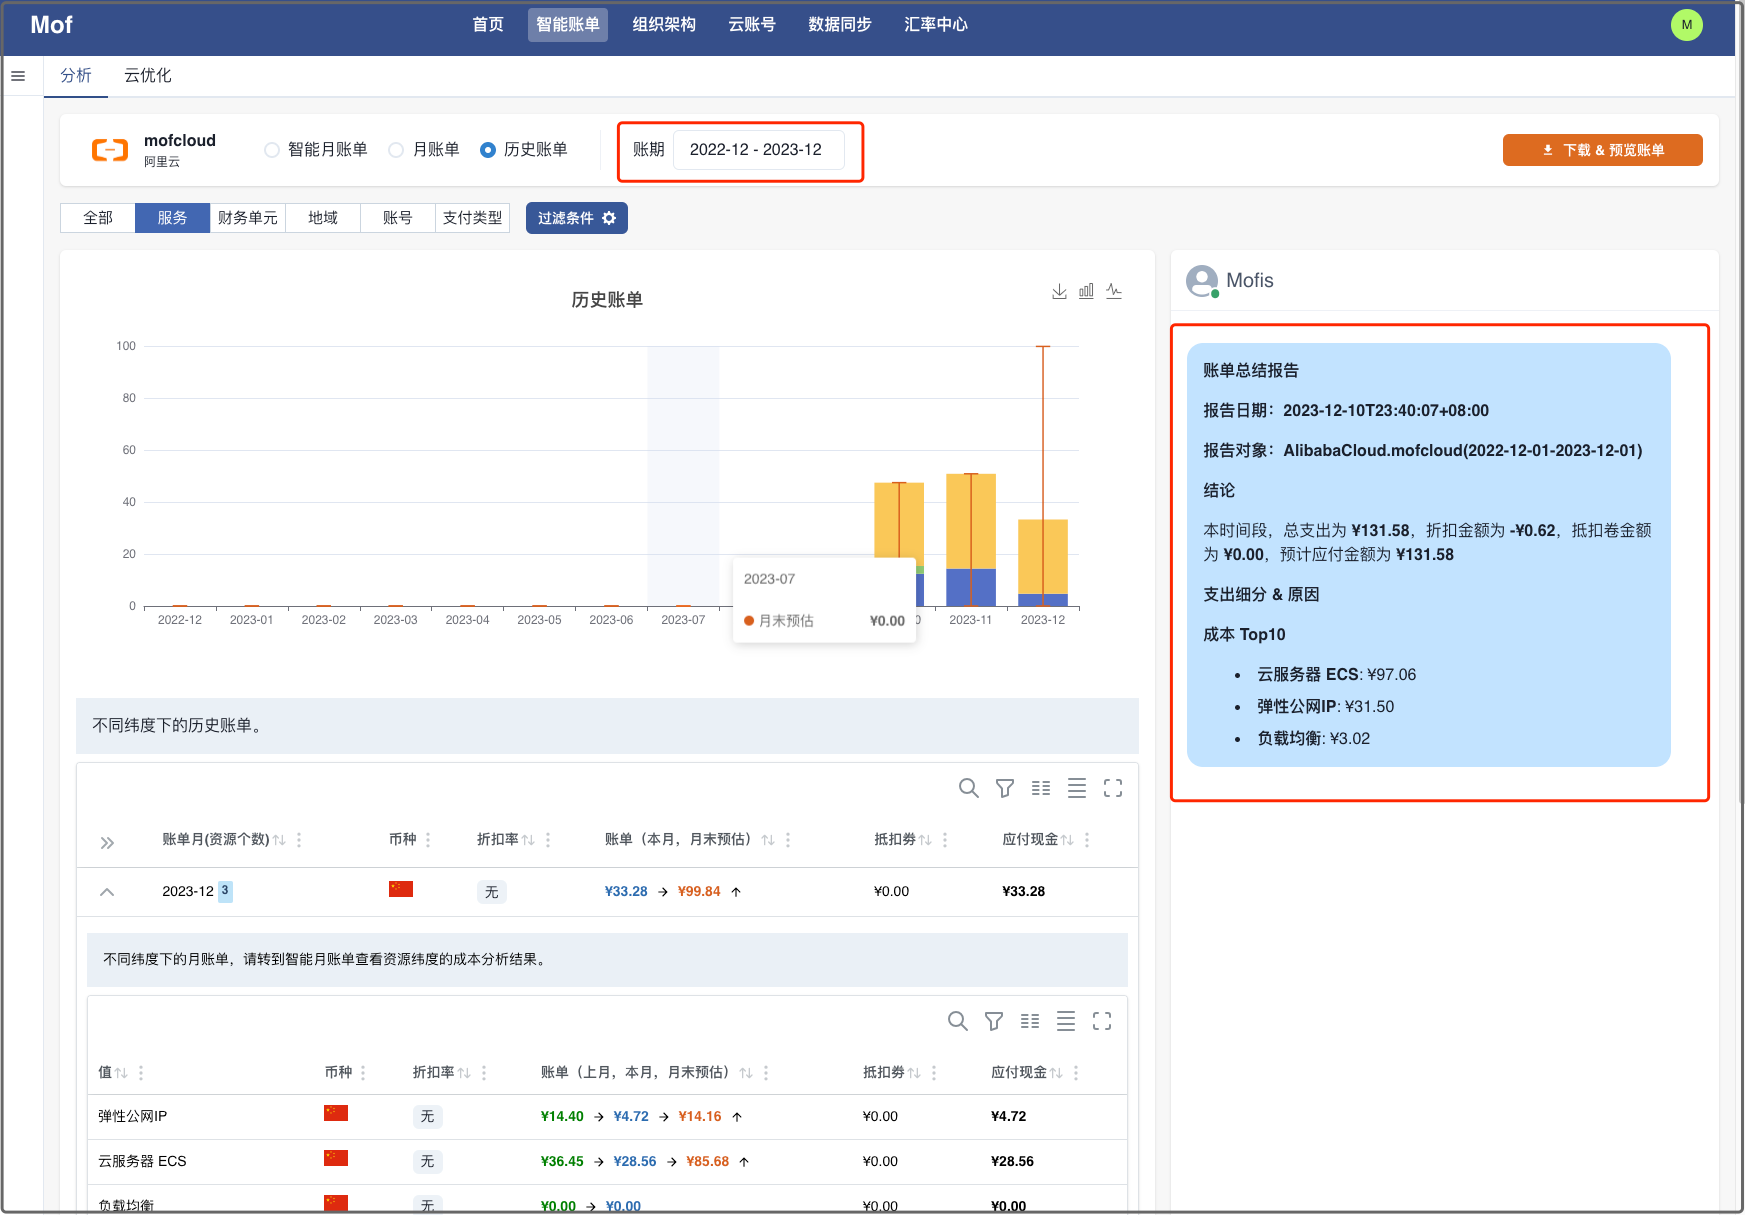 Mof
首页 智能账单 组织架构 云账号 数据同步 汇率中心
M
分析 云优化
mofcloud
阿里云
智能月账单 月账单 历史账单
账期 2022-12 - 2023-12
下载 & 预览账单
全部 服务 财务单元 地域 账号 支付类型 过滤条件
历史账单
100
80
60
40
20
0
2022-12 2023-01 2023-02 2023-03 2023-04 2023-05 2023-06 2023-07 0 2023-11 2023-12
2023-07
月末预估 ¥0.00
Mofis
账单总结报告
报告日期：2023-12-10T23:40:07+08:00
报告对象：AlibabaCloud.mofcloud(2022-12-01-2023-12-01)
结论
本时间段，总支出为 ¥131.58，折扣金额为 -¥0.62，抵扣卷金额
为 ¥0.00，预计应付金额为 ¥131.58
支出细分 & 原因
成本 Top10
• 云服务器 ECS: ¥97.06
• 弹性公网IP: ¥31.50
• 负载均衡: ¥3.02
不同纬度下的历史账单。
账单月(资源个数) 币种 折扣率 账单（本月，月末预估） 抵扣券 应付现金
2023-12 3 无 ¥33.28 → ¥99.84 ↑ ¥0.00 ¥33.28
不同纬度下的月账单，请转到智能月账单查看资源纬度的成本分析结果。
值 币种 折扣率 账单（上月，本月，月末预估） 抵扣券 应付现金
弹性公网IP 无 ¥14.40 → ¥4.72 → ¥14.16 ↑ ¥0.00 ¥4.72
云服务器 ECS 无 ¥36.45 → ¥28.56 → ¥85.68 ↑ ¥0.00 ¥28.56
负载均衡 无 ¥0.00 → ¥0.00 ¥0.00 ¥0.00